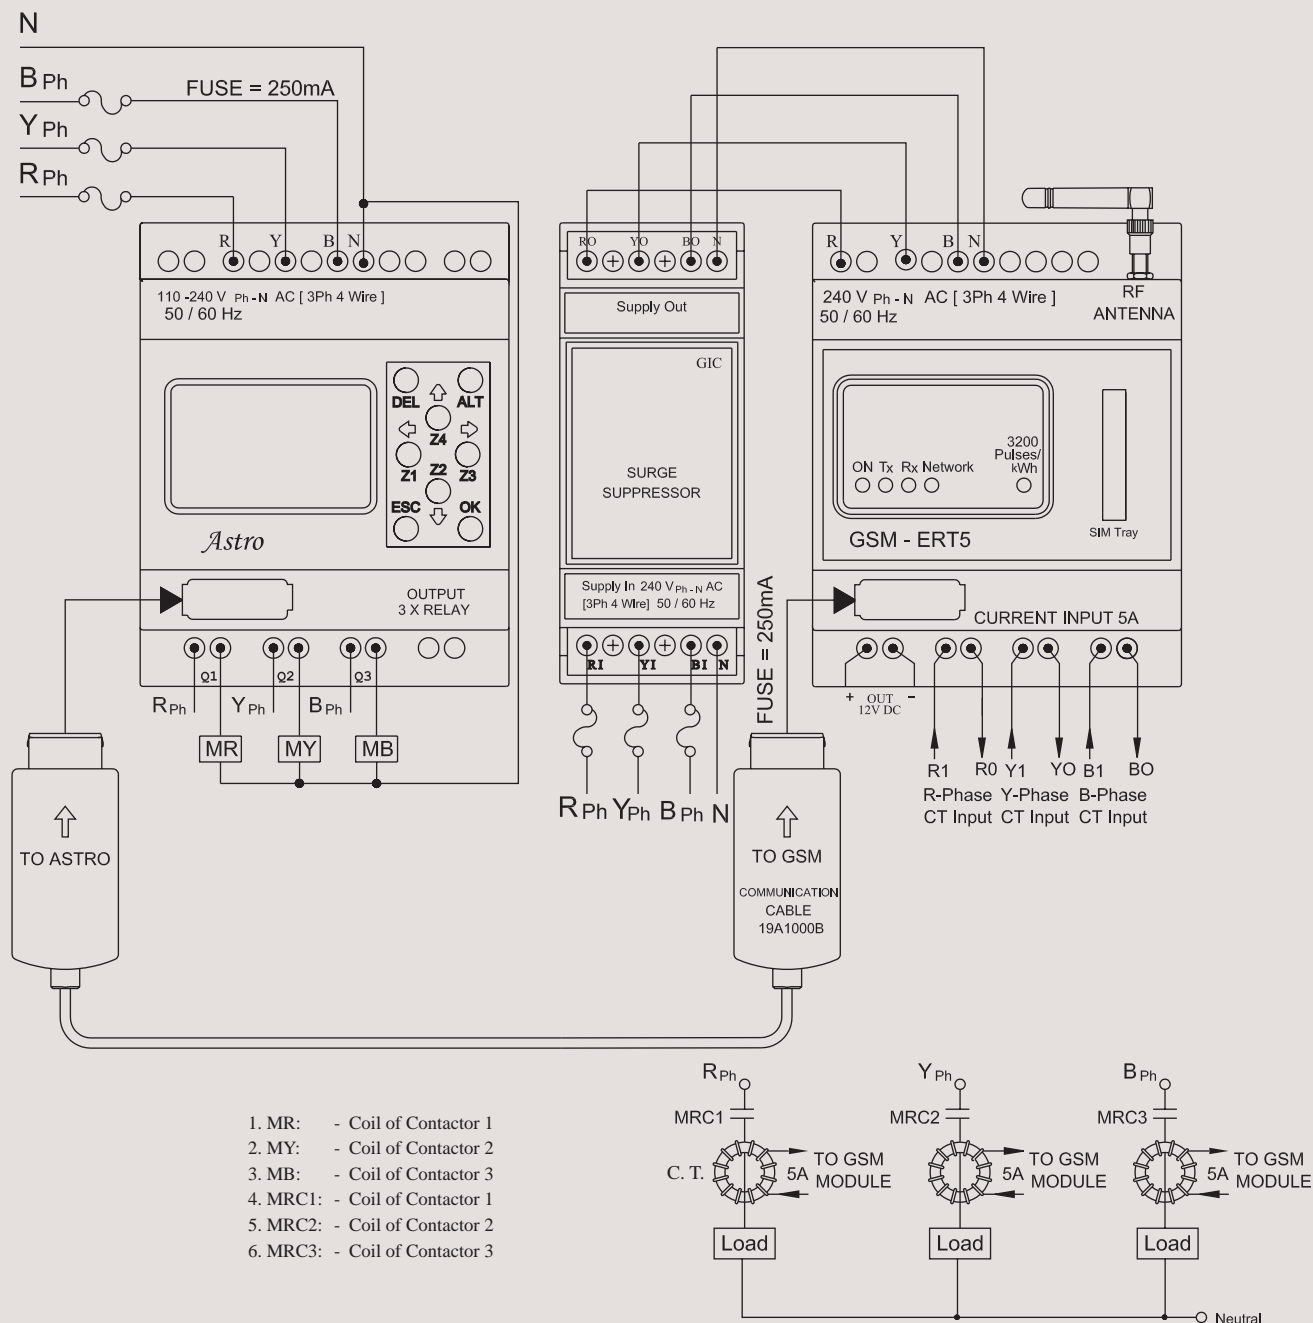 N
B Ph
FUSE = 250mA
Y Ph
R Ph
R Y B N
110 -240 V Ph - N AC [ 3Ph 4 Wire ]
50 / 60 Hz
DEL ALT
Z4
Z1 Z2 Z3
ESC OK
Astro
OUTPUT
3 X RELAY
Q1 Q2 Q3
RPh YPh BPh
MR MY MB
RO YO BO N
Supply Out
GIC
SURGE
SUPPRESSOR
Supply In 240 V Ph - N AC
[3Ph 4 Wire] 50 / 60 Hz
RI YI BI N
FUSE = 250mA
R Ph YPh B Ph N
R Y B N
240 V Ph - N AC [ 3Ph 4 Wire ]
50 / 60 Hz
RF
ANTENNA
3200
Pulses/
kWh
ON Tx Rx Network
SIM Tray
GSM - ERT5
CURRENT INPUT 5A
+ OUT -
12V DC
R1 R0 Y1 YO B1 BO
R-Phase Y-Phase B-Phase
CT Input CT Input CT Input
TO ASTRO
TO GSM
COMMUNICATION
CABLE
19A1000B
1. MR: - Coil of Contactor 1
2. MY: - Coil of Contactor 2
3. MB: - Coil of Contactor 3
4. MRC1: - Coil of Contactor 1
5. MRC2: - Coil of Contactor 2
6. MRC3: - Coil of Contactor 3
R Ph Y Ph B Ph
MRC1 MRC2 MRC3
C. T. 5A TO GSM MODULE
5A TO GSM MODULE
5A TO GSM MODULE
Load Load Load
Neutral